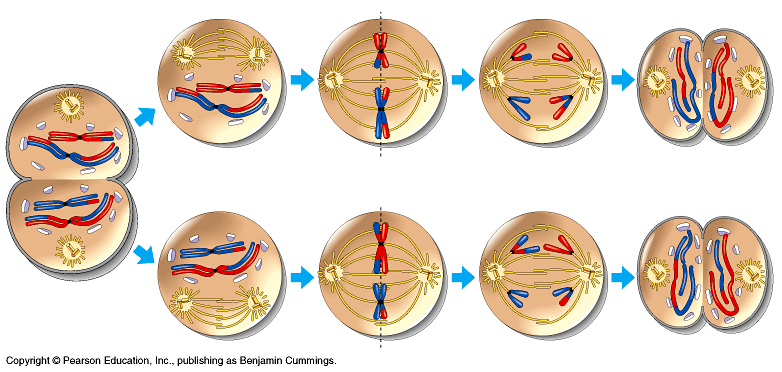 Copyright © Pearson Education, Inc., publishing as Benjamin Cummings.